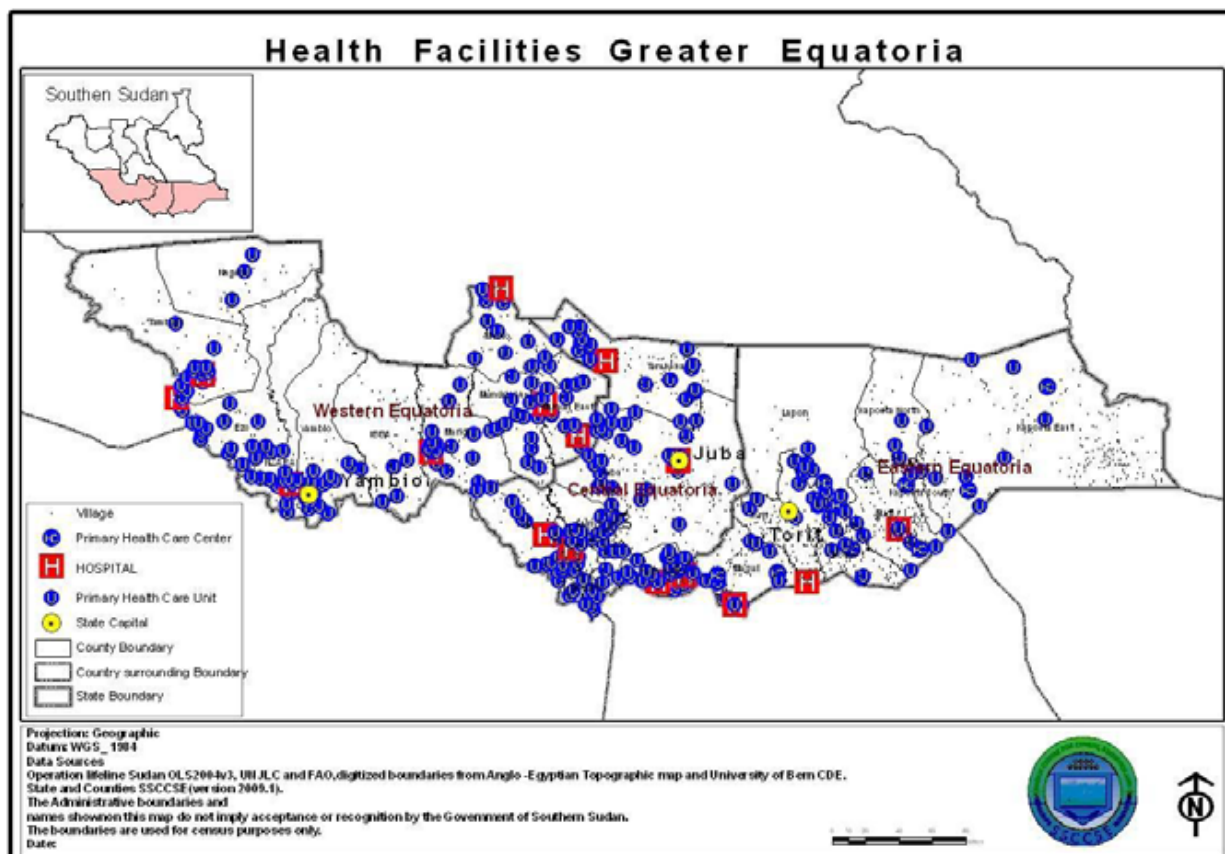 Health Facilities Greater Equatoria
Southen Sudan
Western Equatoria
Yambio
Ezo
Juba
Central Equatoria
Lapon
Kapoeta North
Kapoeta East
Eastern Equatoria
Torit
Village
Primary Health Care Center
H HOSPITAL
U Primary Health Care Unit
State Capital
County Boundary
Country surrounding Boundary
State Boundary
Projection: Geographic
Datum: WGS_1984
Data Sources
Operation lifeline Sudan OLS2004v3, UNJLC and FAO,digitized boundaries from Anglo -Egyptian Topographic map and University of Bern CDE.
State and Counties SSCCSE(version 2009.1).
The Administrative boundaries and
names shownon this map do not imply acceptance or recognition by the Government of Southern Sudan.
The boundaries are used for census purposes only.
Date:
SSCCSE
N